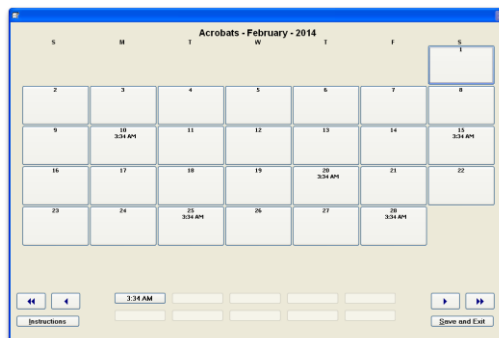 Acrobats - February - 2014
S M T W T F S
1
2 3 4 5 6 7 8
9 10 11 12 13 14 15
3:34 AM 3:34 AM
16 17 18 19 20 21 22
3:34 AM
23 24 25 26 27 28
3:34 AM 3:34 AM
3:34 AM
Instructions Save and Exit